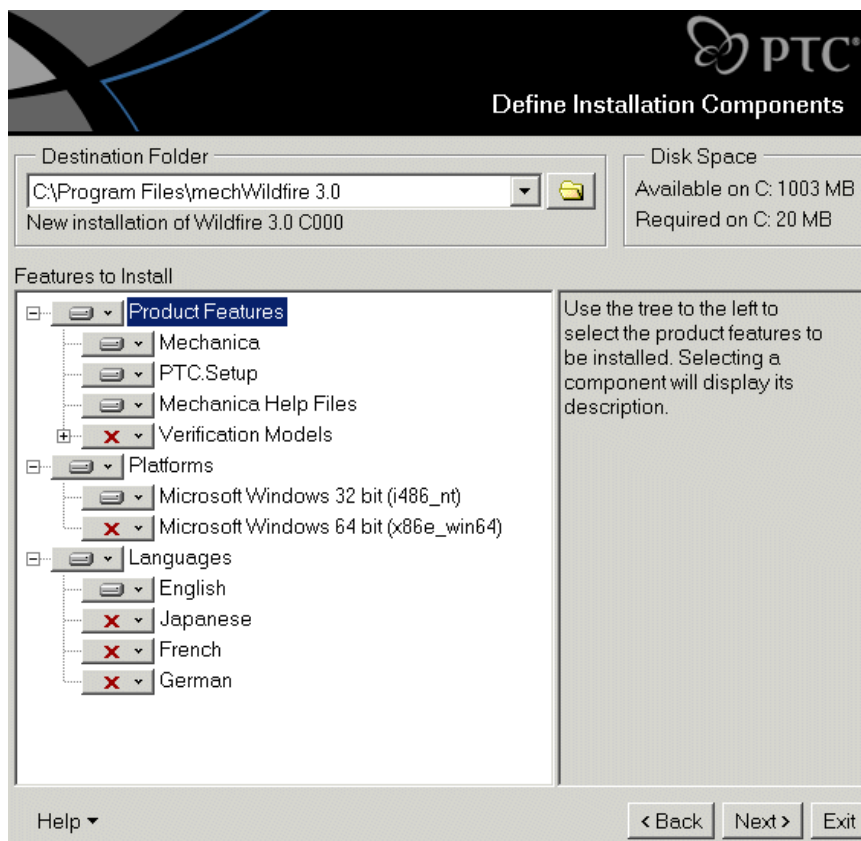 PTC®
Define Installation Components
Destination Folder
C:\Program Files\mechWildfire 3.0
New installation of Wildfire 3.0 C000
Disk Space
Available on C: 1003 MB
Required on C: 20 MB
Features to Install
Product Features
Mechanica
PTC.Setup
Mechanica Help Files
Verification Models
Platforms
Microsoft Windows 32 bit (i486_nt)
Microsoft Windows 64 bit (x86e_win64)
Languages
English
Japanese
French
German
Use the tree to the left to
select the product features to
be installed. Selecting a
component will display its
description.
Help
< Back
Next >
Exit